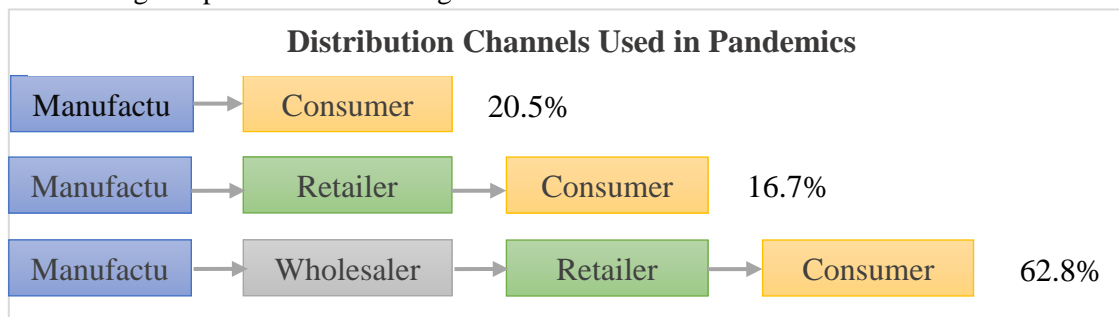 Distribution Channels Used in Pandemics
Manufactu Consumer 20.5%
Manufactu Retailer Consumer 16.7%
Manufactu Wholesaler Retailer Consumer 62.8%